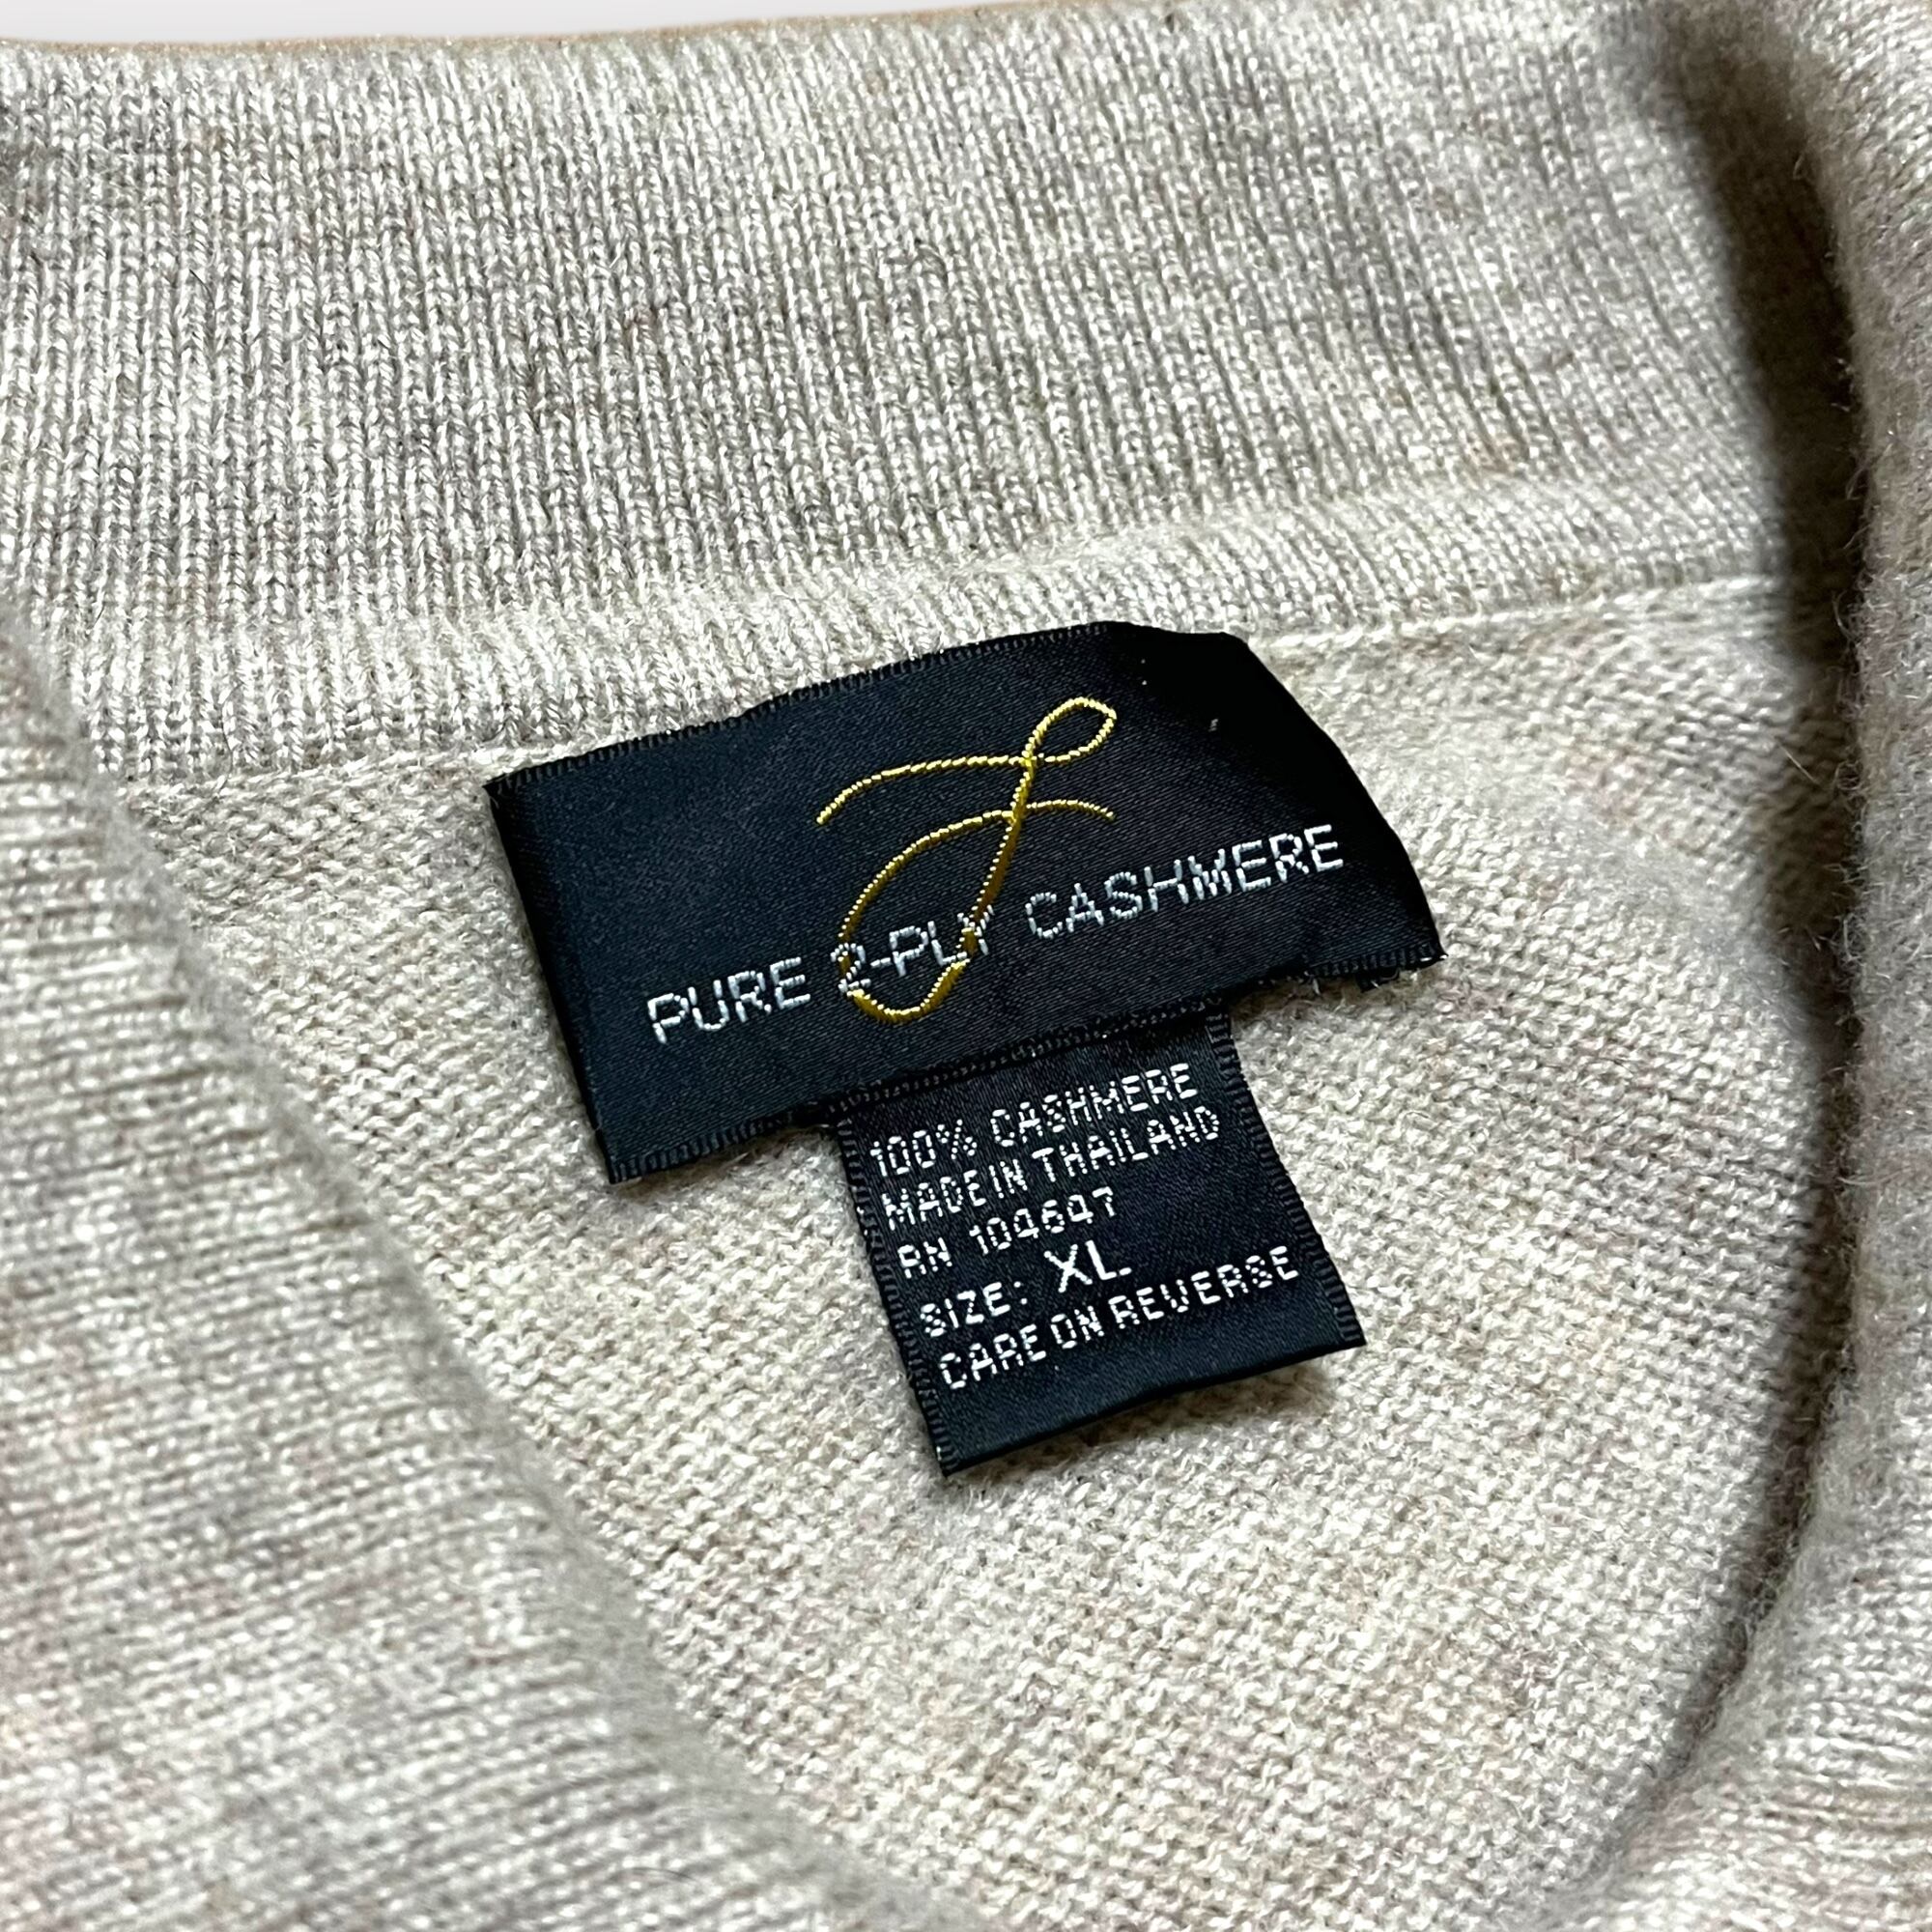 PURE 2-PLY CASHMERE
100% CASHMERE
MADE IN THAILAND
RN 104647
SIZE: XL
CARE ON REVERSE